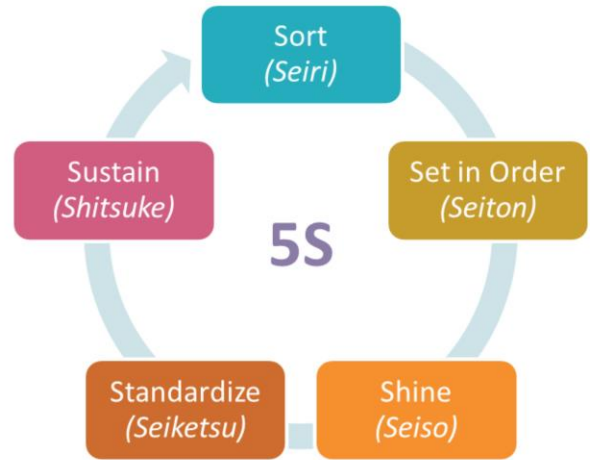 Sort
(Seiri)
Set in Order
(Seiton)
Shine
(Seiso)
Standardize
(Seiketsu)
Sustain
(Shitsuke)
5S